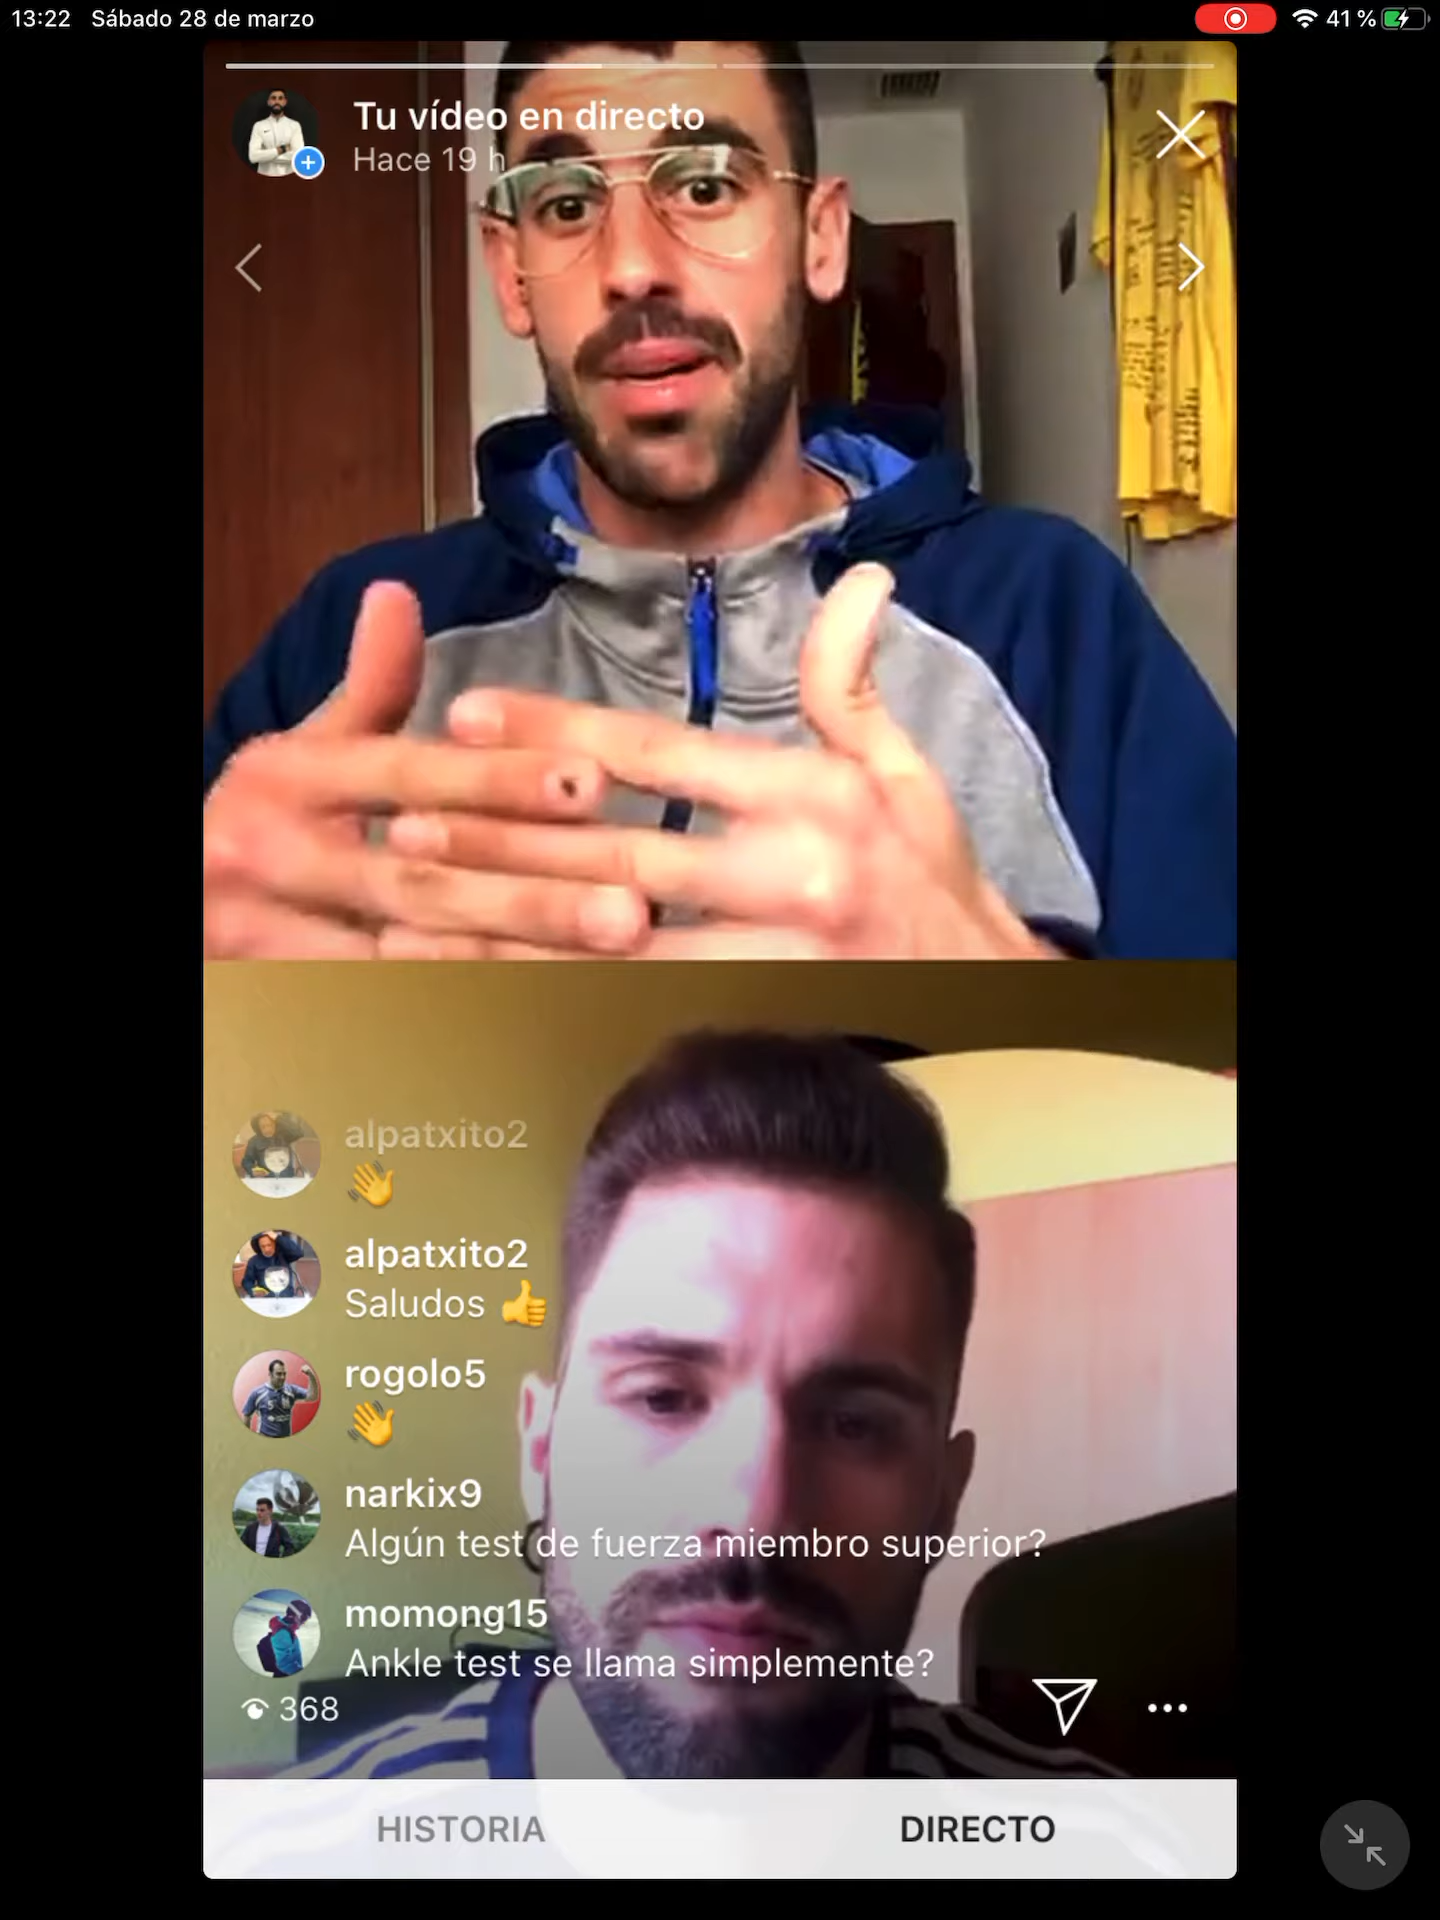 13:22 Sábado 28 de marzo
41 %
Tu vídeo en directo
Hace 19 h
alpatxito2
👋
alpatxito2
Saludos 👍
rogolo5
👋
narkix9
Algún test de fuerza miembro superior?
momong15
Ankle test se llama simplemente?
368
HISTORIA
DIRECTO